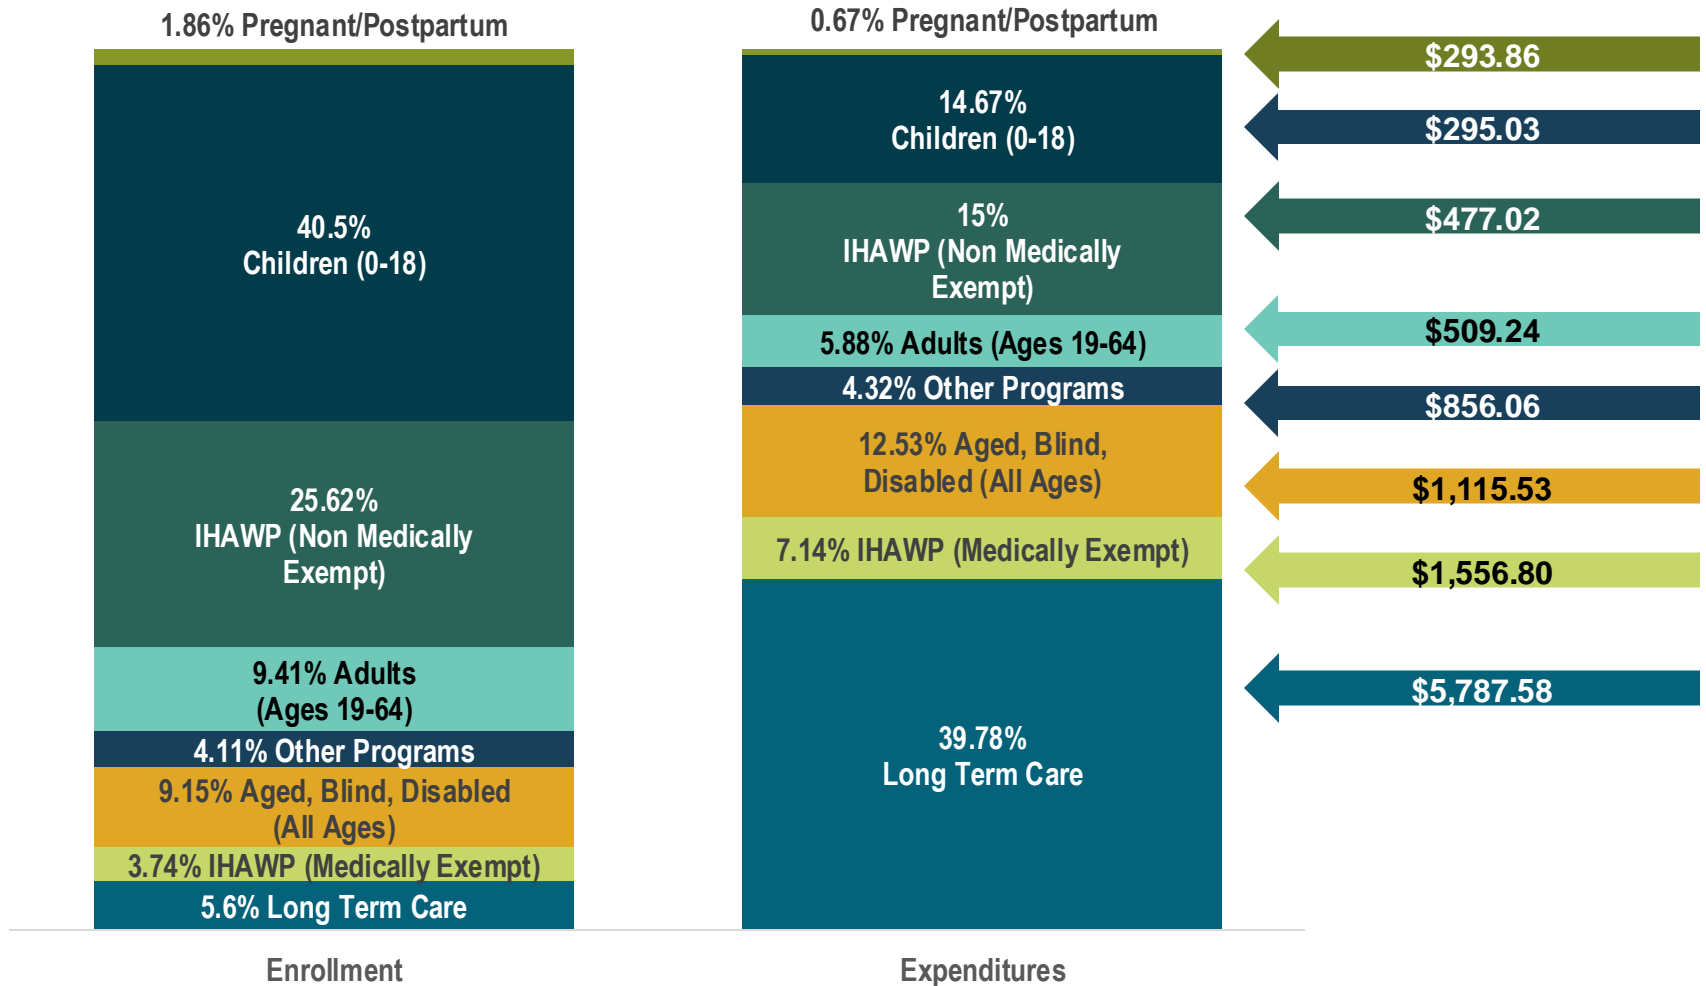 1.86% Pregnant/Postpartum
40.5%
Children (0-18)
25.62%
IHAWP (Non Medically
Exempt)
9.41% Adults
(Ages 19-64)
4.11% Other Programs
9.15% Aged, Blind, Disabled
(All Ages)
3.74% IHAWP (Medically Exempt)
5.6% Long Term Care
Enrollment
0.67% Pregnant/Postpartum
14.67%
Children (0-18)
15%
IHAWP (Non Medically
Exempt)
5.88% Adults (Ages 19-64)
4.32% Other Programs
12.53% Aged, Blind,
Disabled (All Ages)
7.14% IHAWP (Medically Exempt)
39.78%
Long Term Care
Expenditures
$293.86
$295.03
$477.02
$509.24
$856.06
$1,115.53
$1,556.80
$5,787.58